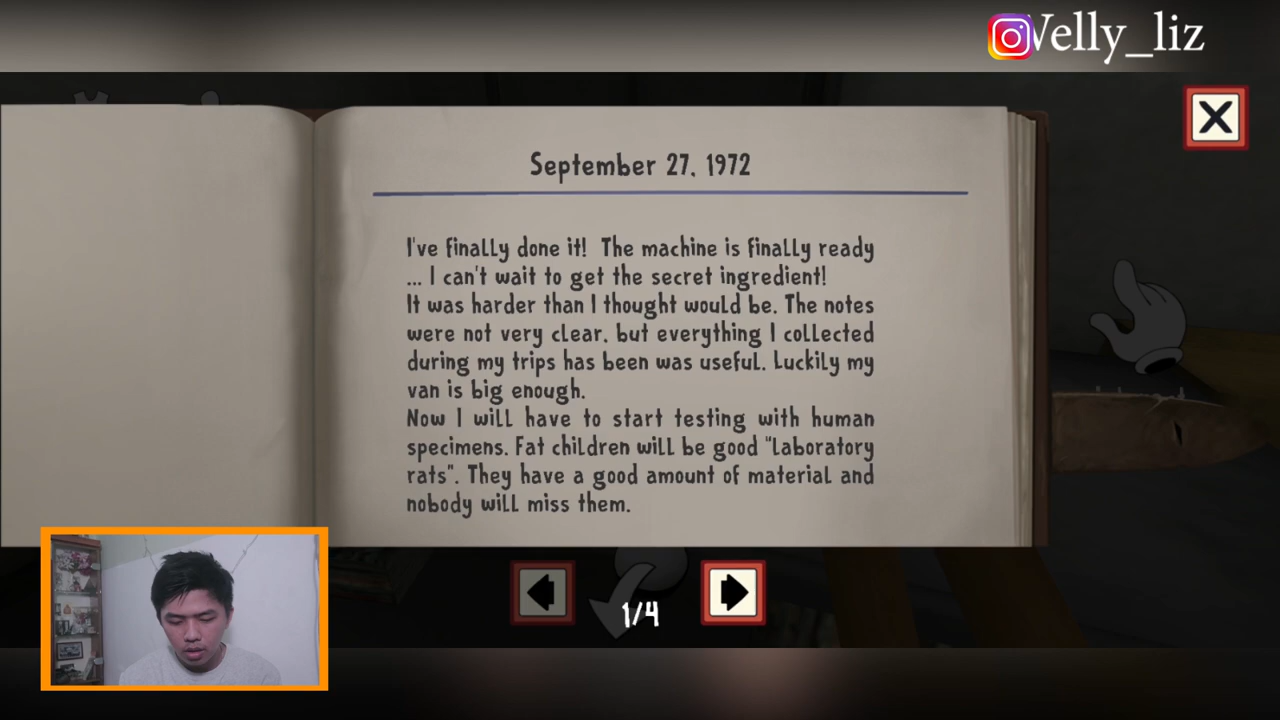 Velly_liz
September 27, 1972
I've finally done it! The machine is finally ready
... I can't wait to get the secret ingredient!
It was harder than I thought would be. The notes
were not very clear, but everything I collected
during my trips has been was useful. Luckily my
van is big enough.
Now I will have to start testing with human
specimens. Fat children will be good "laboratory
rats". They have a good amount of material and
nobody will miss them.
1/4